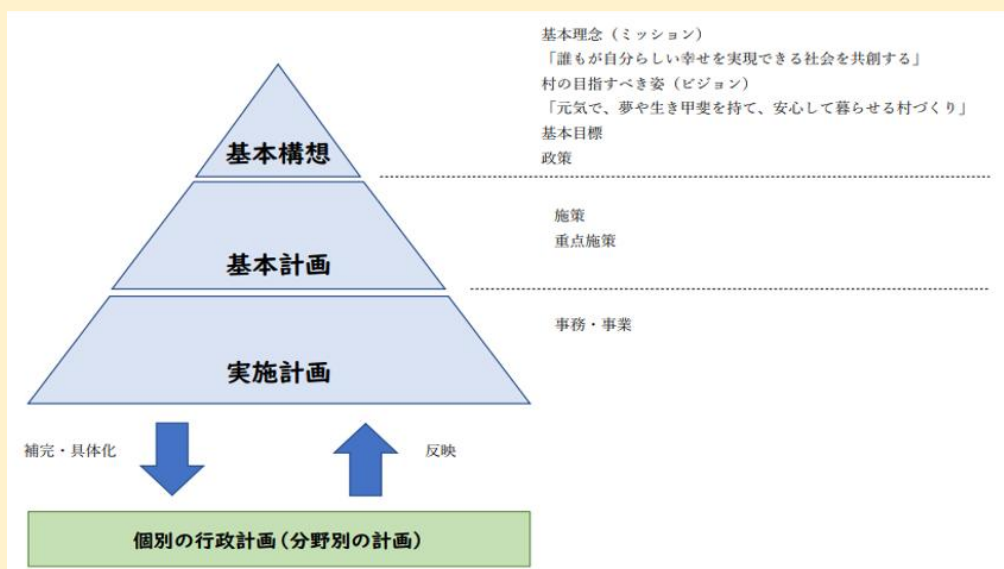 基本理念（ミッション）
「誰もが自分らしい幸せを実現できる社会を共創する」
村の目指すべき姿（ビジョン）
「元気で、夢や生き甲斐を持て、安心して暮らせる村づくり」
基本目標
政策
基本構想
施策
重点施策
基本計画
事務・事業
実施計画
補完・具体化
反映
個別の行政計画（分野別の計画）